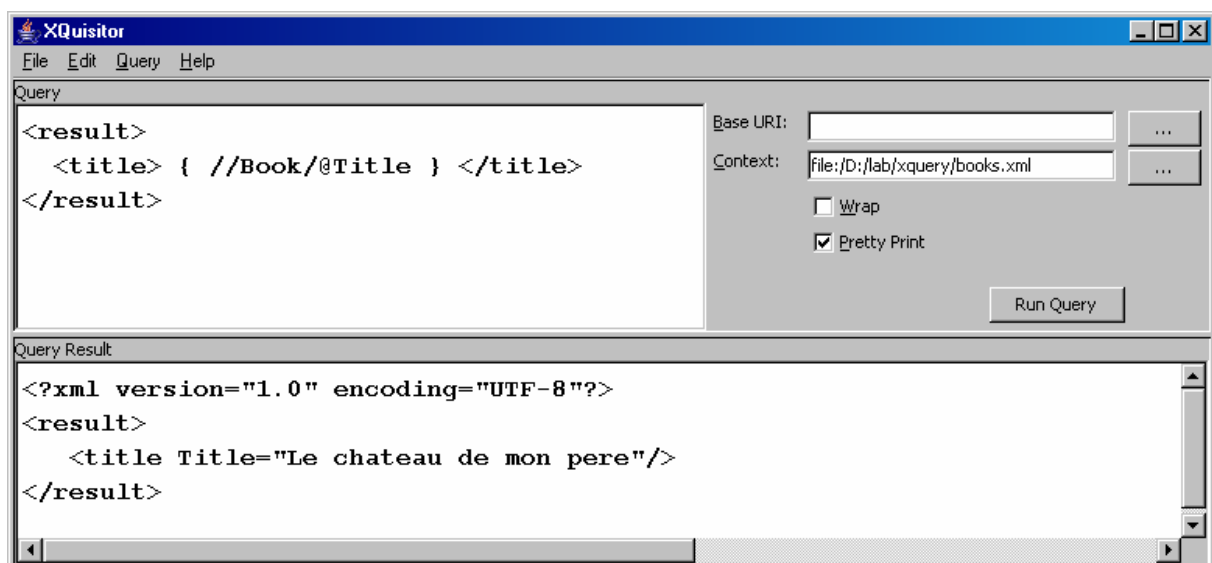 XQuisitor
File Edit Query Help
Query
<result>
<title> { //Book/@Title } </title>
</result>
Base URI:
...
Context:
file:/D:/lab/xquery/books.xml
...
Wrap
Pretty Print
Run Query
Query Result
<?xml version="1.0" encoding="UTF-8"?>
<result>
<title Title="Le chateau de mon pere"/>
</result>